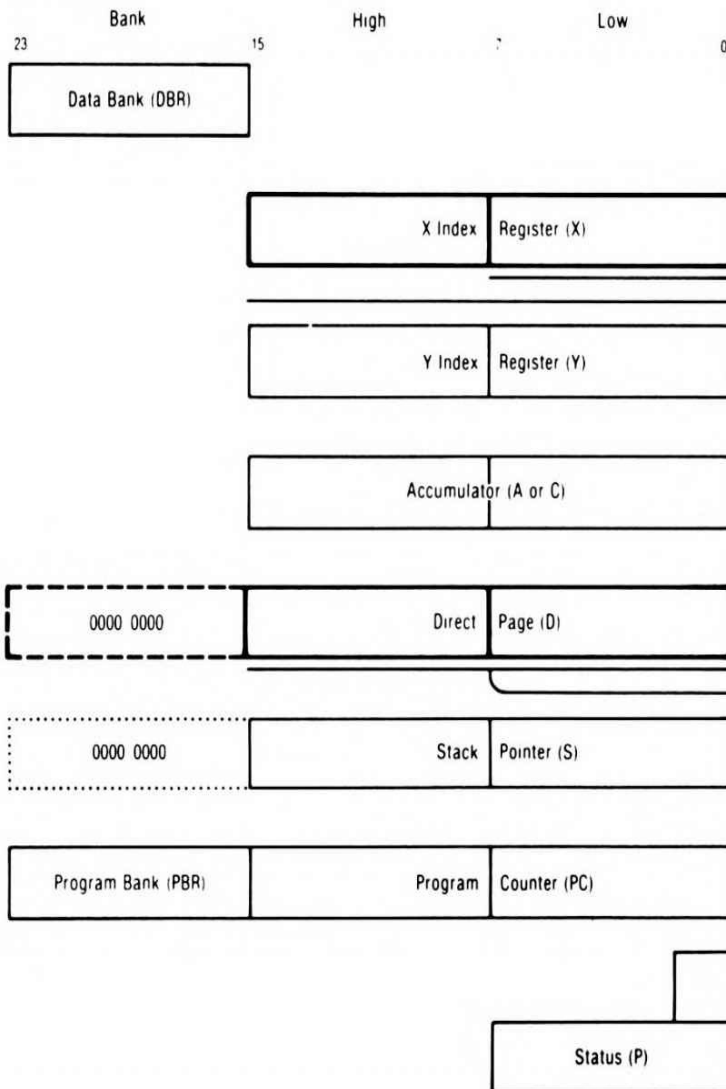 Bank High Low
23 15 7 0
Data Bank (DBR)
X Index Register (X)
Y Index Register (Y)
Accumulator (A or C)
0000 0000 Direct Page (D)
0000 0000 Stack Pointer (S)
Program Bank (PBR) Program Counter (PC)
Status (P)